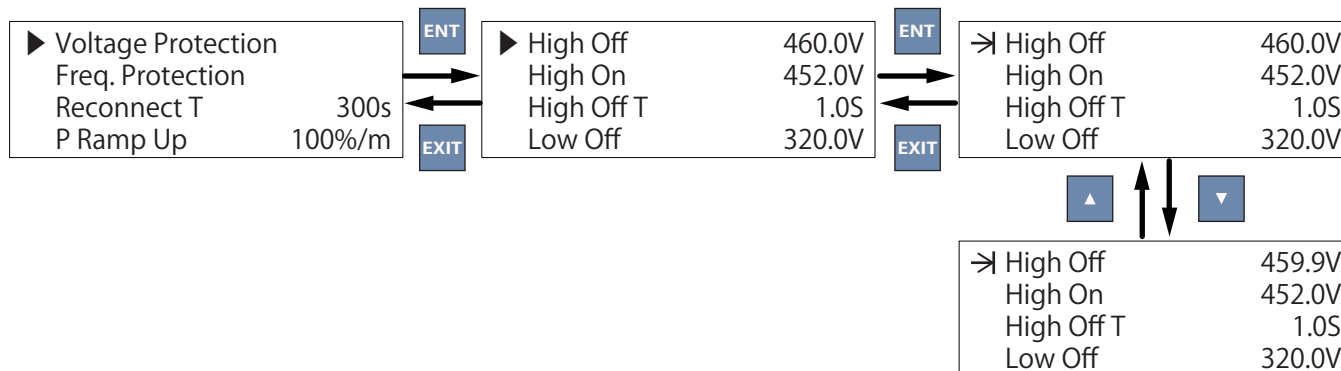 Voltage Protection
Freq. Protection
Reconnect T 300s
P Ramp Up 100%/m
ENT
EXIT
High Off 460.0V
High On 452.0V
High Off T 1.0S
Low Off 320.0V
ENT
EXIT
High Off 460.0V
High On 452.0V
High Off T 1.0S
Low Off 320.0V
High Off 459.9V
High On 452.0V
High Off T 1.0S
Low Off 320.0V